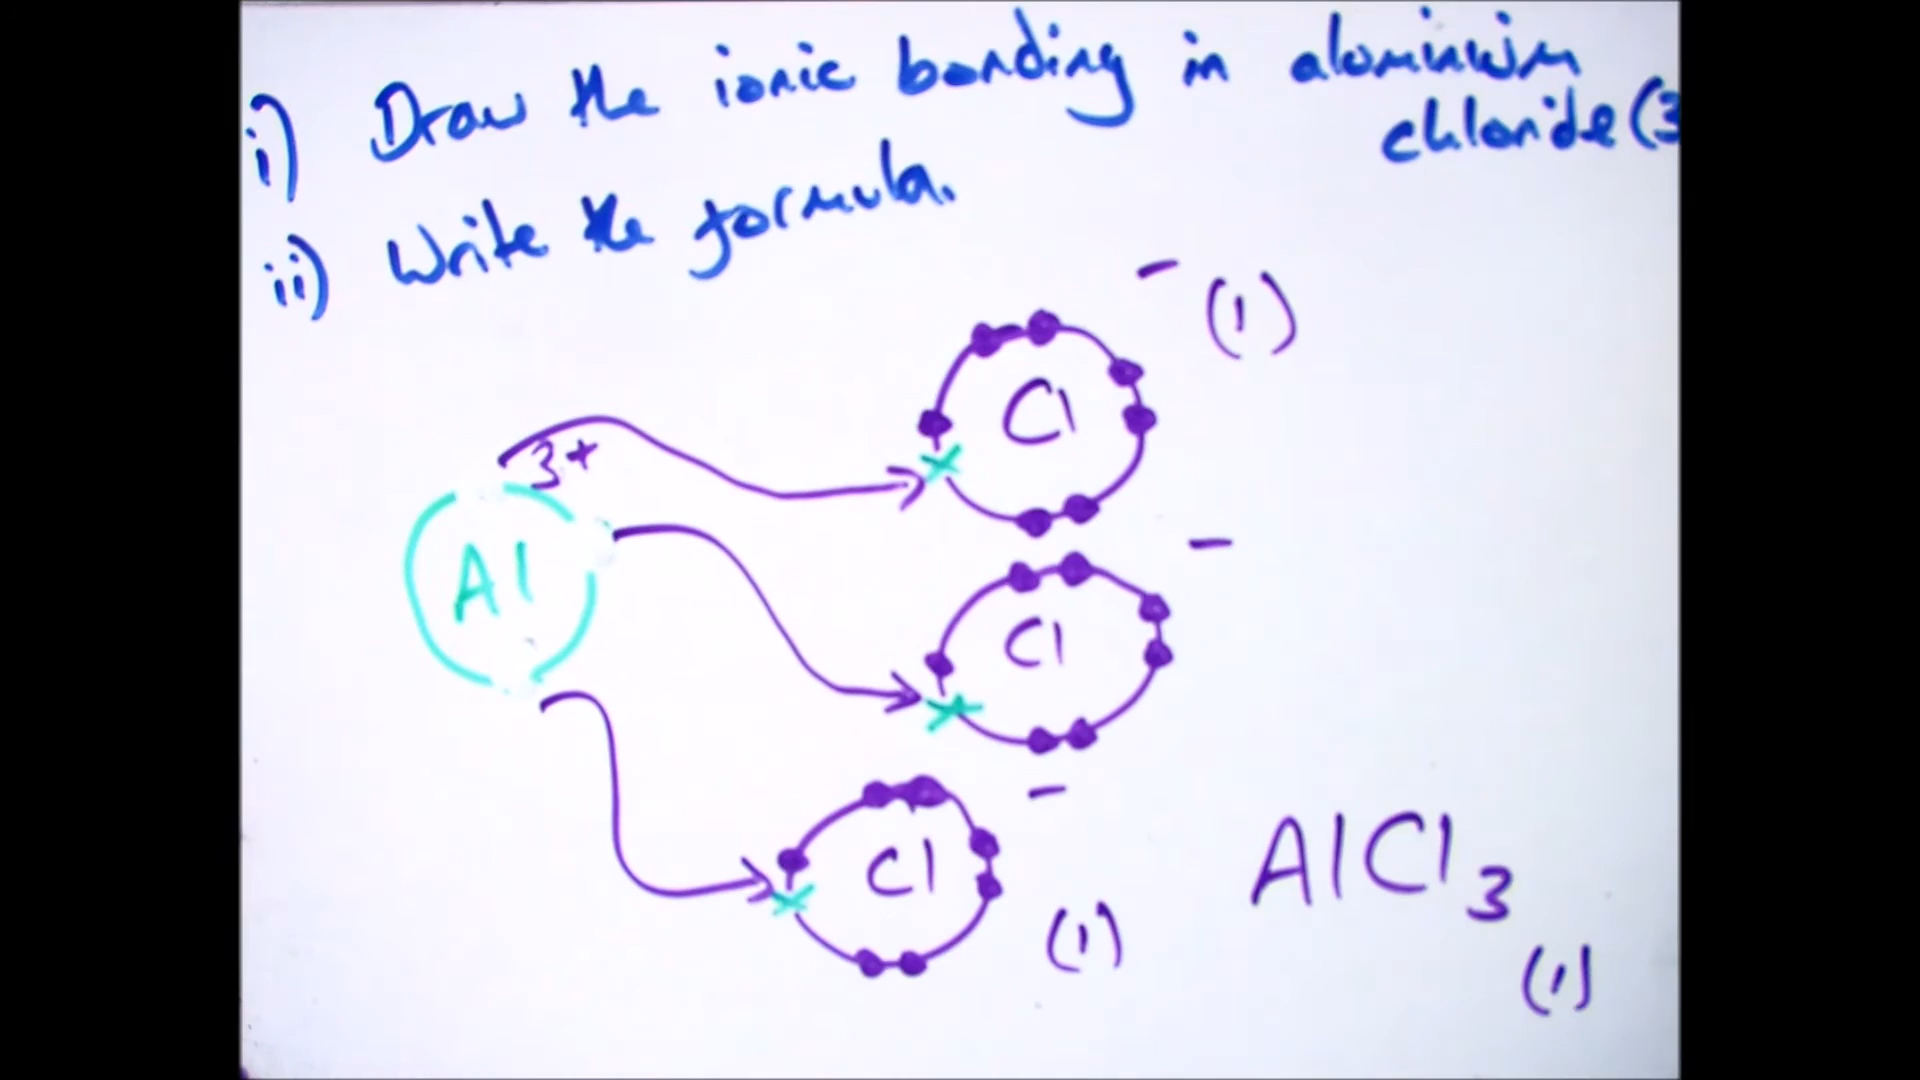 i) Draw the ionic bonding in aluminium
chloride (3
ii) Write the formula.
- (1)
Cl
3+
Al
-
Cl
-
Cl
(1)
AlCl₃
(1)